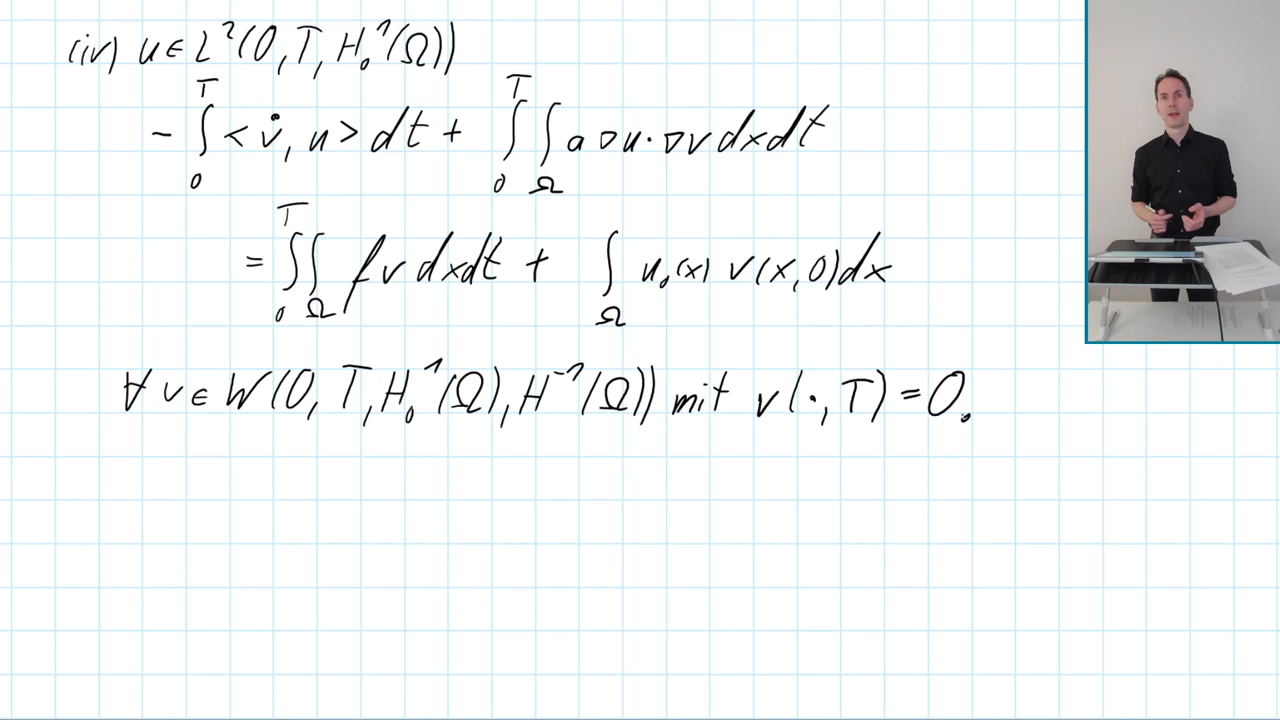 (iv) u ∈ L²(0,T,H₀¹(Ω))
- ∫₀ᵀ <v̇, u> dt + ∫₀ᵀ ∫_Ω a ∇u · ∇v dx dt
= ∫₀ᵀ ∫_Ω f v dx dt + ∫_Ω u₀(x) v(x,0) dx
∀ v ∈ W(0,T,H₀¹(Ω),H⁻¹(Ω)) mit v(·,T) = 0.